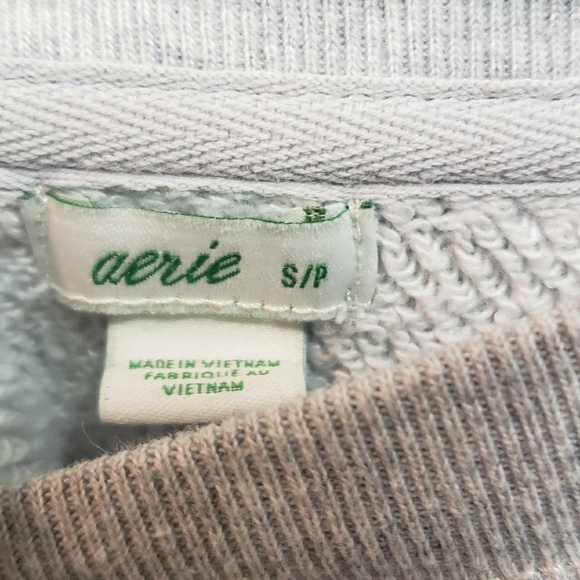 aerie S/P
MADE IN VIETNAM
FABRIQUÉ AU
VIETNAM